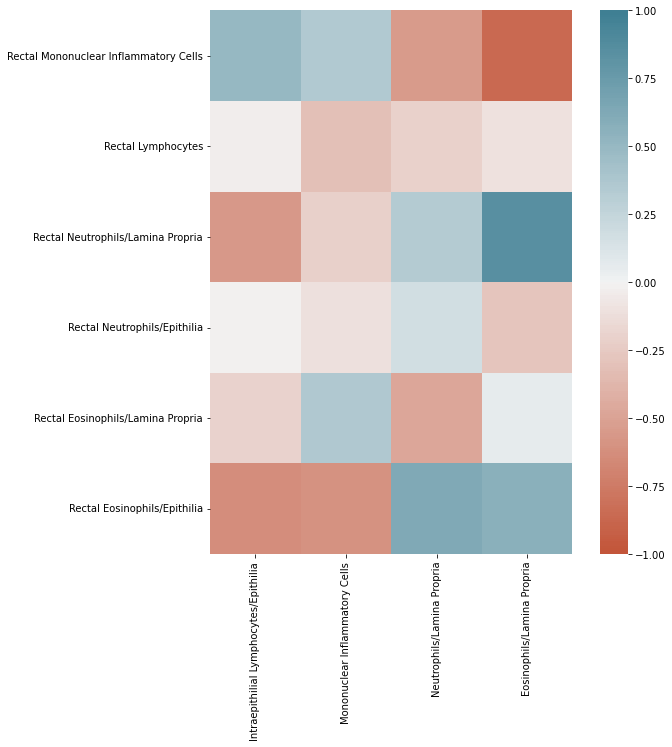 Rectal Mononuclear Inflammatory Cells
Rectal Lymphocytes
Rectal Neutrophils/Lamina Propria
Rectal Neutrophils/Epithilia
Rectal Eosinophils/Lamina Propria
Rectal Eosinophils/Epithilia
Intraepithilial Lymphocytes/Epithilia
Mononuclear Inflammatory Cells
Neutrophils/Lamina Propria
Eosinophils/Lamina Propria
1.00
0.75
0.50
0.25
0.00
−0.25
−0.50
−0.75
−1.00